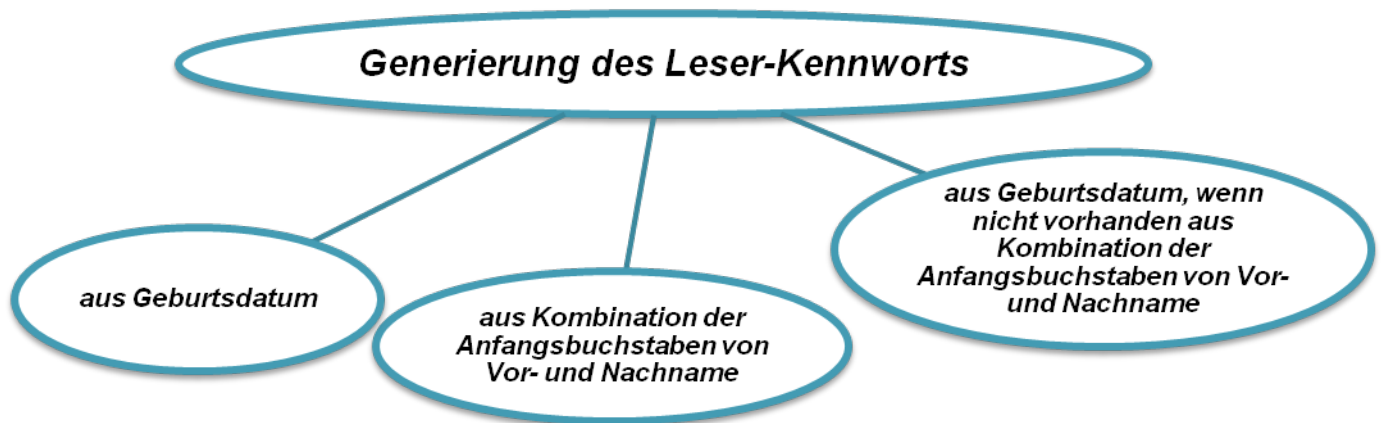 Generierung des Leser-Kennworts
aus Geburtsdatum
aus Kombination der
Anfangsbuchstaben von
Vor- und Nachname
aus Geburtsdatum, wenn
nicht vorhanden aus
Kombination der
Anfangsbuchstaben von Vor-
und Nachname